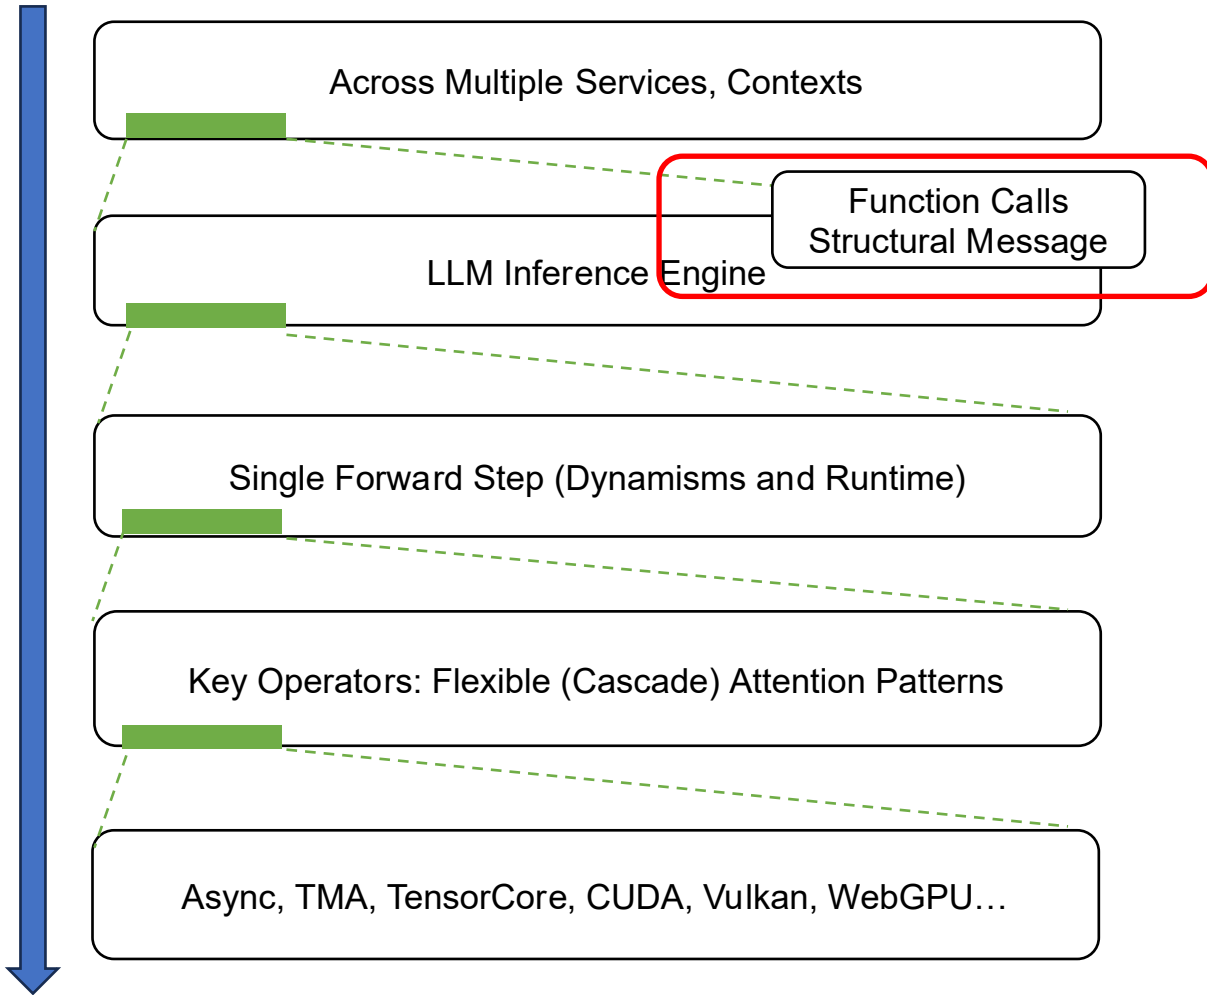 Across Multiple Services, Contexts
Function Calls
Structural Message
LLM Inference Engine
Single Forward Step (Dynamisms and Runtime)
Key Operators: Flexible (Cascade) Attention Patterns
Async, TMA, TensorCore, CUDA, Vulkan, WebGPU…